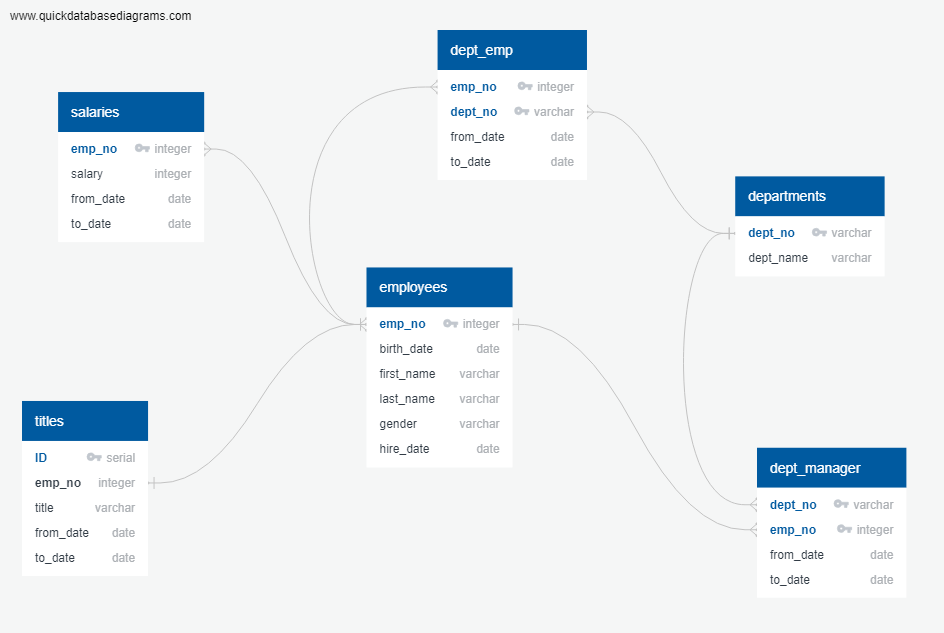 www.quickdatabasediagrams.com
dept_emp
emp_no integer
dept_no varchar
from_date date
to_date date
salaries
emp_no integer
salary integer
from_date date
to_date date
departments
dept_no varchar
dept_name varchar
employees
emp_no integer
birth_date date
first_name varchar
last_name varchar
gender varchar
hire_date date
titles
ID serial
emp_no integer
title varchar
from_date date
to_date date
dept_manager
dept_no varchar
emp_no integer
from_date date
to_date date